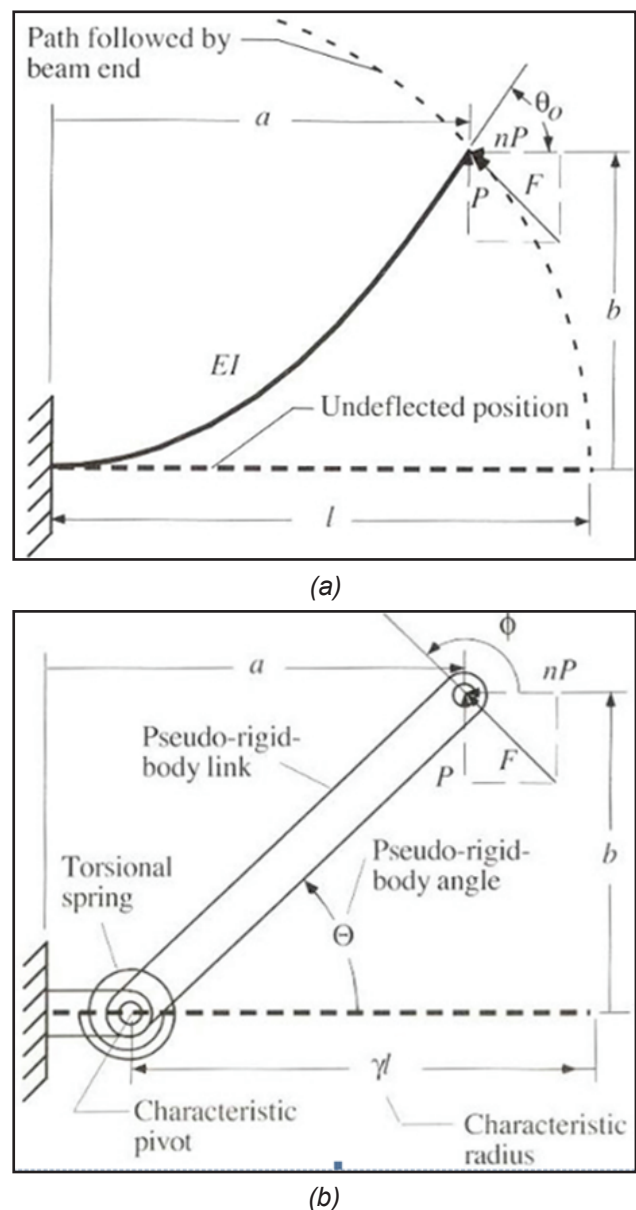 Path followed by
beam end
a
θo
nP
P
F
b
EI
Undeflected position
l
(a)
ϕ
a
nP
Pseudo-rigid-
body link
P
F
Pseudo-rigid-
body angle
b
Torsional
spring
Θ
γl
Characteristic
pivot
Characteristic
radius
(b)